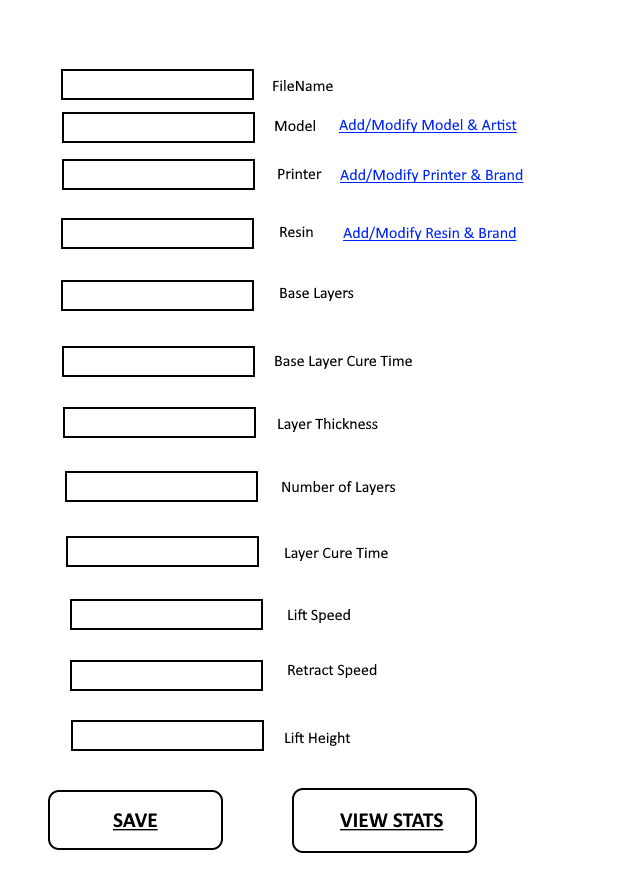 FileName
Model Add/Modify Model & Artist
Printer Add/Modify Printer & Brand
Resin Add/Modify Resin & Brand
Base Layers
Base Layer Cure Time
Layer Thickness
Number of Layers
Layer Cure Time
Lift Speed
Retract Speed
Lift Height
SAVE VIEW STATS